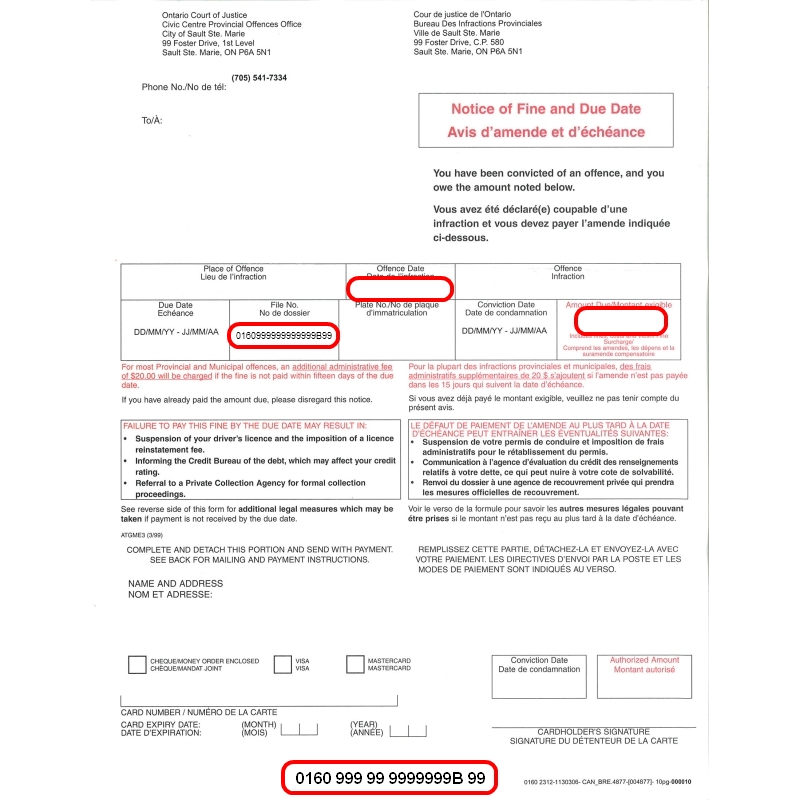 Ontario Court of Justice
Civic Centre Provincial Offences Office
City of Sault Ste. Marie
99 Foster Drive, 1st Level
Sault Ste. Marie, ON P6A 5N1
Cour de justice de l'Ontario
Bureau Des Infractions Provinciales
Ville de Sault Ste. Marie
99 Foster Drive, C.P. 580
Sault Ste. Marie, ON P6A 5N1
(705) 541-7334
Phone No./No de tél:
To/À:
Notice of Fine and Due Date
Avis d'amende et d'échéance
You have been convicted of an offence, and you
owe the amount noted below.
Vous avez été déclaré(e) coupable d'une
infraction et vous devez payer l'amende indiquée
ci-dessous.
Place of Offence
Lieu de l'infraction
Offence Date
Date de l'infraction
Offence
Infraction
Due Date
Echéance
DD/MM/YY - JJ/MM/AA
File No.
No de dossier
0160999999999999B99
Plate No./No de plaque
d'immatriculation
Conviction Date
Date de condamnation
DD/MM/YY - JJ/MM/AA
Amount Due/Montant exigible
Surcharge/
Comprend les amendes, les dépens et la
suramende compensatoire
For most Provincial and Municipal offences, an additional administrative fee
of $20.00 will be charged if the fine is not paid within fifteen days of the due
date.
If you have already paid the amount due, please disregard this notice.
Pour la plupart des infractions provinciales et municipales, des frais
administratifs supplémentaires de 20 $ s'ajoutent si l'amende n'est pas payée
dans les 15 jours qui suivent la date d'échéance.
Si vous avez déjà payé le montant exigible, veuillez ne pas tenir compte du
présent avis.
FAILURE TO PAY THIS FINE BY THE DUE DATE MAY RESULT IN:
• Suspension of your driver's licence and the imposition of a licence
reinstatement fee.
• Informing the Credit Bureau of the debt, which may affect your credit
rating.
• Referral to a Private Collection Agency for formal collection
proceedings.
LE DÉFAUT DE PAIEMENT DE L'AMENDE AU PLUS TARD À LA DATE
D'ÉCHÉANCE PEUT ENTRAÎNER LES ÉVENTUALITÉS SUIVANTES:
• Suspension de votre permis de conduire et imposition de frais
administratifs pour le rétablissement du permis.
• Communication à l'agence d'évaluation du crédit des renseignements
relatifs à votre dette, ce qui peut nuire à votre cote de solvabilité.
• Renvoi du dossier à une agence de recouvrement privée qui prendra
les mesures officielles de recouvrement.
See reverse side of this form for additional legal measures which may be
taken if payment is not received by the due date.
Voir le verso de la formule pour savoir les autres mesures légales pouvant
être prises si le montant n'est pas reçu au plus tard à la date d'échéance.
ATGME3 (3/99)
COMPLETE AND DETACH THIS PORTION AND SEND WITH PAYMENT.
SEE BACK FOR MAILING AND PAYMENT INSTRUCTIONS.
REMPLISSEZ CETTE PARTIE, DÉTACHEZ-LA ET ENVOYEZ-LA AVEC
VOTRE PAIEMENT. LES DIRECTIVES D'ENVOI PAR LA POSTE ET LES
MODES DE PAIEMENT SONT INDIQUÉS AU VERSO.
NAME AND ADDRESS
NOM ET ADRESSE:
CHEQUE/MONEY ORDER ENCLOSED
CHÈQUE/MANDAT JOINT
VISA
VISA
MASTERCARD
MASTERCARD
Conviction Date
Date de condamnation
Authorized Amount
Montant autorisé
CARD NUMBER / NUMÉRO DE LA CARTE
CARD EXPIRY DATE: (MONTH) (YEAR)
DATE D'EXPIRATION: (MOIS) (ANNÉE)
CARDHOLDER'S SIGNATURE
SIGNATURE DU DÉTENTEUR DE LA CARTE
0160 999 99 9999999B 99
0160 2312-1130306- CAN_BRE.4877-[004877]- 10pg-000010